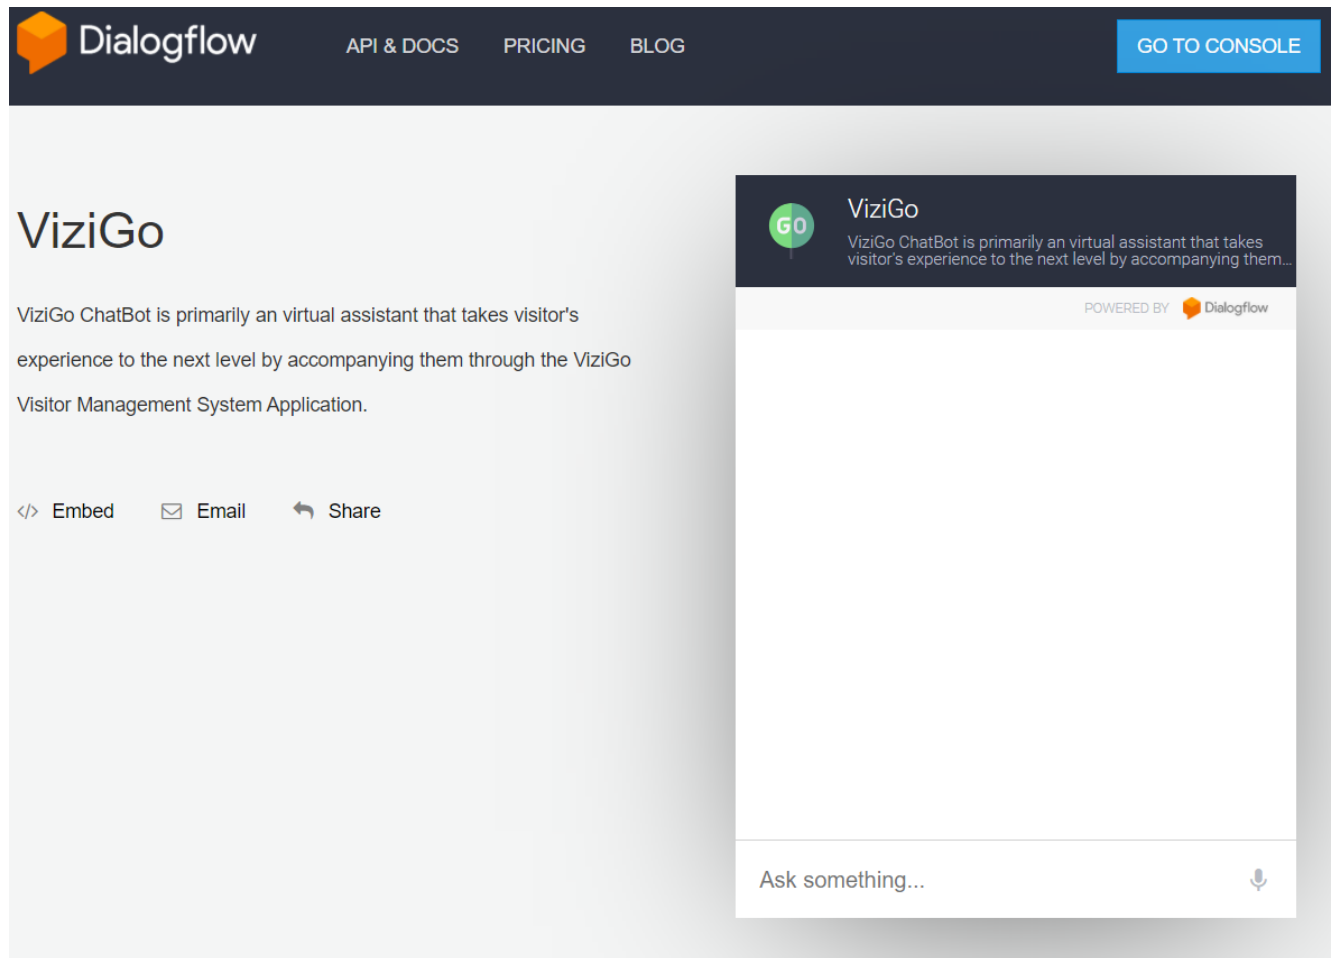 Dialogflow API & DOCS PRICING BLOG GO TO CONSOLE
ViziGo
ViziGo ChatBot is primarily an virtual assistant that takes visitor's
experience to the next level by accompanying them through the ViziGo
Visitor Management System Application.
</> Embed Email Share
GO
ViziGo
ViziGo ChatBot is primarily an virtual assistant that takes
visitor's experience to the next level by accompanying them...
POWERED BY Dialogflow
Ask something...